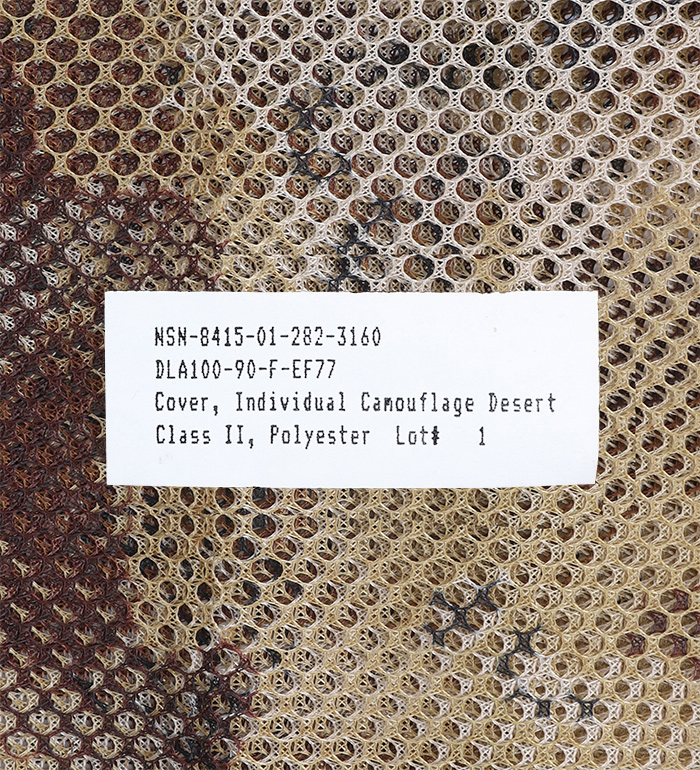 NSN-8415-01-282-3160
DLA100-90-F-EF77
Cover, Individual Camouflage Desert
Class II, Polyester Lot# 1